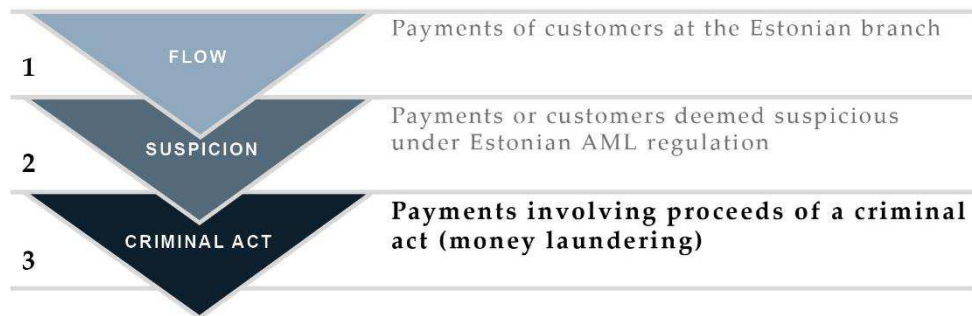 Payments of customers at the Estonian branch
1
FLOW
Payments or customers deemed suspicious
under Estonian AML regulation
2
SUSPICION
Payments involving proceeds of a criminal
act (money laundering)
3
CRIMINAL ACT